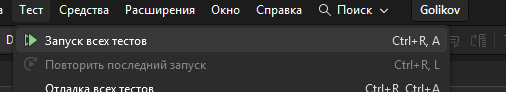 Тест Средства Расширения Окно Справка Поиск Golikov
Запуск всех тестов Ctrl+R, A
Повторить последний запуск Ctrl+R, L
Отладка всех тестов Ctrl+R, Ctrl+A